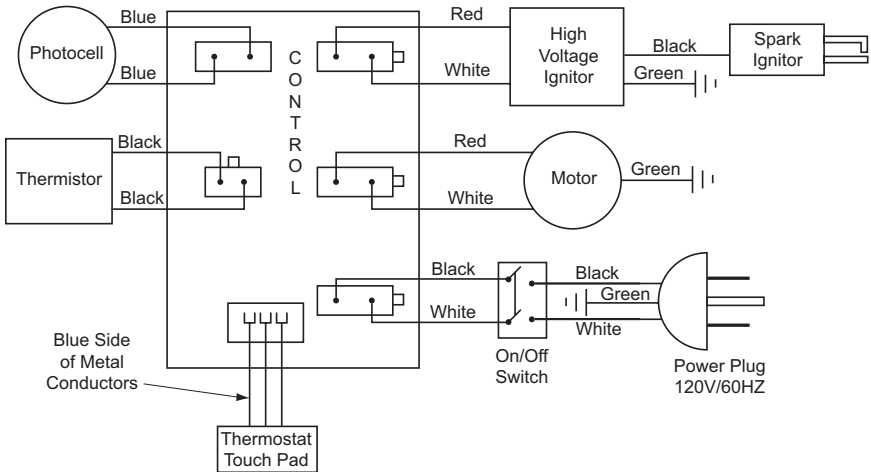 Blue
Photocell
Blue
Black
Thermistor
Black
CONTROL
Red
White
High
Voltage
Ignitor
Black
Green
Spark
Ignitor
Red
White
Motor
Green
Black
White
On/Off
Switch
Black
Green
White
Power Plug
120V/60HZ
Blue Side
of Metal
Conductors
Thermostat
Touch Pad